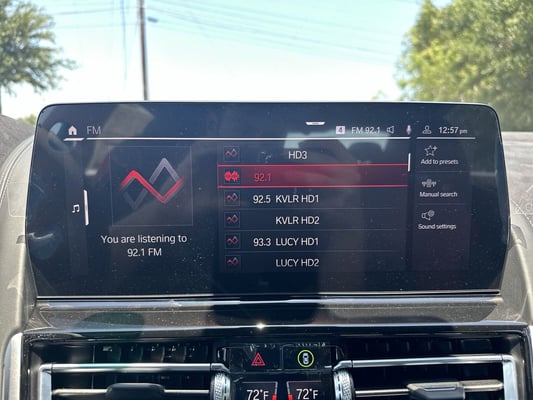 FM
4 FM 92.1
12:57 pm
HD3
92.1
92.5 KVLR HD1
KVLR HD2
93.3 LUCY HD1
LUCY HD2
You are listening to
92.1 FM
Add to presets
Manual search
Sound settings
72°F
72°F